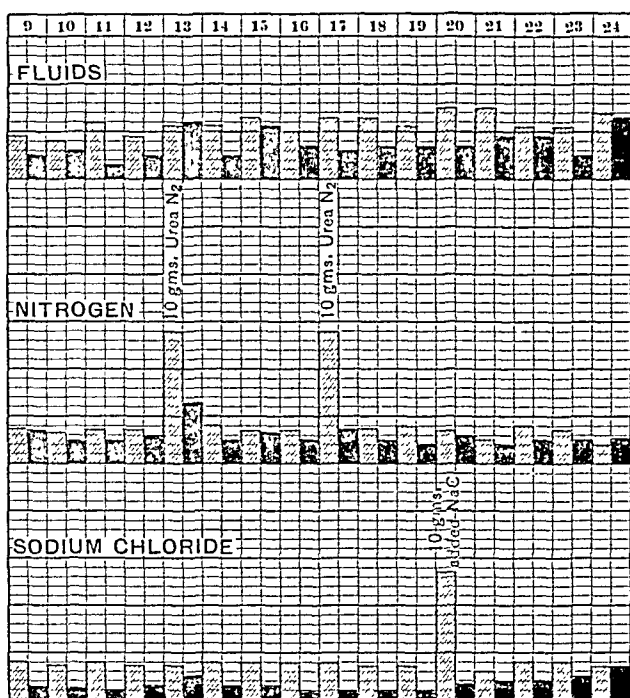 9 10 11 12 13 14 15 16 17 18 19 20 21 22 23 24
FLUIDS
10 gms. Urea N₂
10 gms. Urea N₂
NITROGEN
10 gms.
added-NaC
SODIUM CHLORIDE